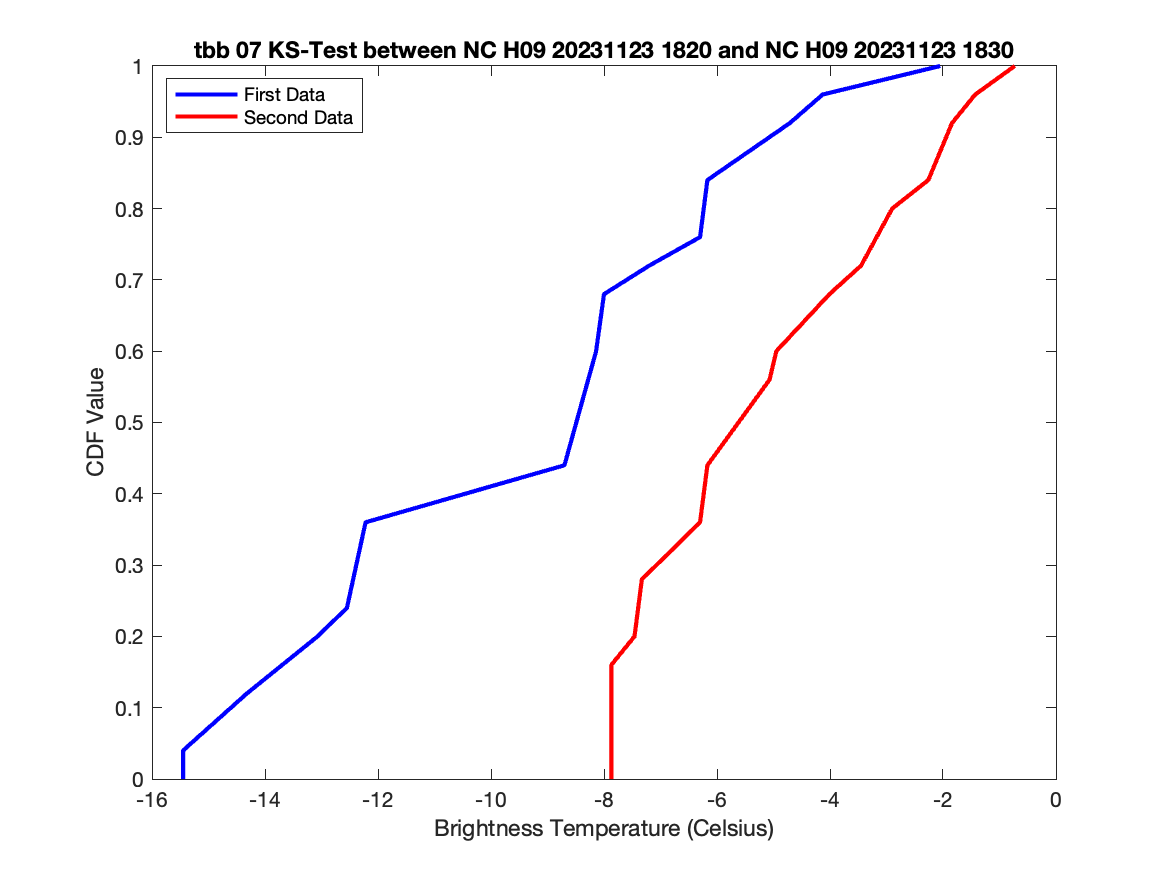 tbb 07 KS-Test between NC H09 20231123 1820 and NC H09 20231123 1830
First Data
Second Data
1
0.9
0.8
0.7
0.6
0.5
0.4
0.3
0.2
0.1
0
CDF Value
-16 -14 -12 -10 -8 -6 -4 -2 0
Brightness Temperature (Celsius)